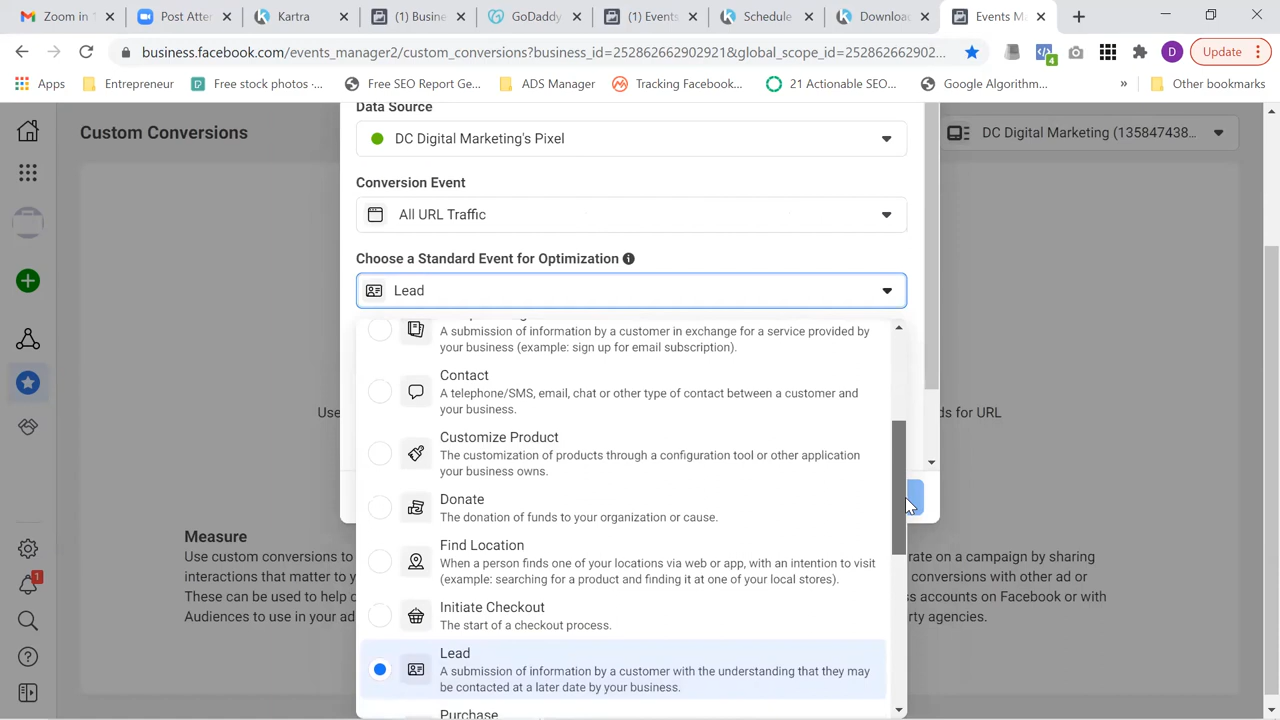 Zoom in T
Post Atter
Kartra
(1) Busine
GoDaddy
(1) Events
Schedule
Download
Events Ma
business.facebook.com/events_manager2/custom_conversions?business_id=252862662902921&global_scope_id=252862662902...
4
D
Update
Apps
Entrepreneur
Free stock photos -...
Free SEO Report Ge...
ADS Manager
Tracking Facebook...
21 Actionable SEO...
Google Algorithm...
»
Other bookmarks
Custom Conversions
DC Digital Marketing (135847438...
Data Source
DC Digital Marketing's Pixel
Conversion Event
All URL Traffic
Choose a Standard Event for Optimization
Lead
A submission of information by a customer in exchange for a service provided by
your business (example: sign up for email subscription).
Contact
A telephone/SMS, email, chat or other type of contact between a customer and
your business.
Use
ds for URL
Customize Product
The customization of products through a configuration tool or other application
your business owns.
Donate
The donation of funds to your organization or cause.
Find Location
When a person finds one of your locations via web or app, with an intention to visit
(example: searching for a product and finding it at one of your local stores).
Initiate Checkout
The start of a checkout process.
Lead
A submission of information by a customer with the understanding that they may
be contacted at a later date by your business.
Purchase
Measure
Use custom conversions to
interactions that matter to y
These can be used to help o
Audiences to use in your ad
rate on a campaign by sharing
conversions with other ad or
ss accounts on Facebook or with
rty agencies.
1